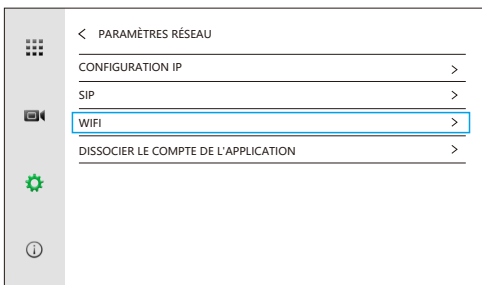 PARAMÈTRES RÉSEAU
CONFIGURATION IP
SIP
WIFI
DISSOCIER LE COMPTE DE L'APPLICATION